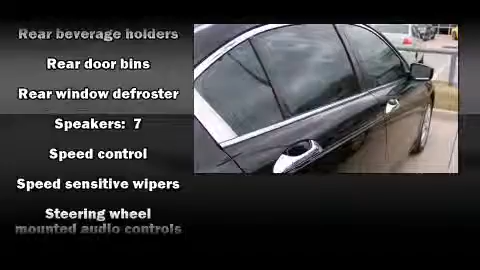 Rear beverage holders
Rear door bins
Rear window defroster
Speakers:  7
Speed control
Speed sensitive wipers
Steering wheel
mounted audio controls